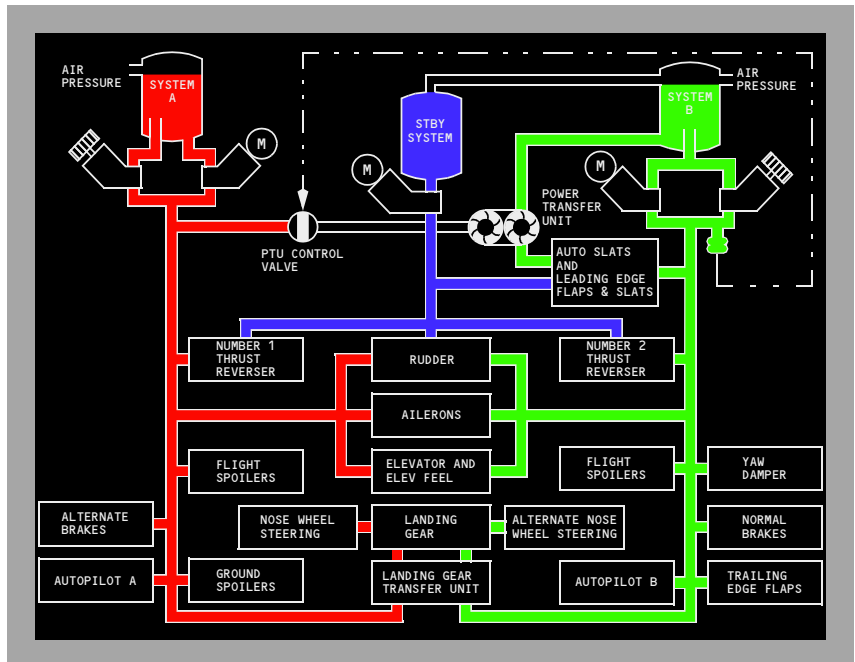 AIR
PRESSURE
SYSTEM
A
M
STBY
SYSTEM
M
SYSTEM
B
AIR
PRESSURE
M
POWER
TRANSFER
UNIT
PTU CONTROL
VALVE
AUTO SLATS
AND
LEADING EDGE
FLAPS & SLATS
NUMBER 1
THRUST
REVERSER
RUDDER
NUMBER 2
THRUST
REVERSER
AILERONS
FLIGHT
SPOILERS
ELEVATOR AND
ELEV FEEL
FLIGHT
SPOILERS
YAW
DAMPER
ALTERNATE
BRAKES
NOSE WHEEL
STEERING
LANDING
GEAR
ALTERNATE NOSE
WHEEL STEERING
NORMAL
BRAKES
AUTOPILOT A
GROUND
SPOILERS
LANDING GEAR
TRANSFER UNIT
AUTOPILOT B
TRAILING
EDGE FLAPS